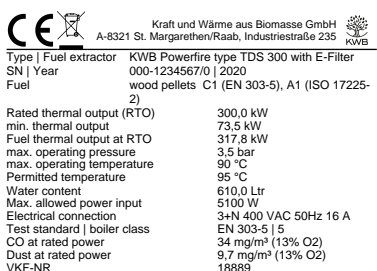 CE
Kraft und Wärme aus Biomasse GmbH
A-8321 St. Margarethen/Raab, Industriestraße 235
KWB
Type | Fuel extractor KWB Powerfire type TDS 300 with E-Filter
SN | Year 000-1234567/0 | 2020
Fuel wood pellets C1 (EN 303-5), A1 (ISO 17225-
2)
Rated thermal output (RTO) 300,0 kW
min. thermal output 73,5 kW
Fuel thermal output at RTO 317,8 kW
max. operating pressure 3,5 bar
max. operating temperature 90 °C
Permitted temperature 95 °C
Water content 610,0 Ltr
Max. allowed power input 5100 W
Electrical connection 3+N 400 VAC 50Hz 16 A
Test standard | boiler class EN 303-5 | 5
CO at rated power 34 mg/m³ (13% O2)
Dust at rated power 9,7 mg/m³ (13% O2)
VKF-NR 18889